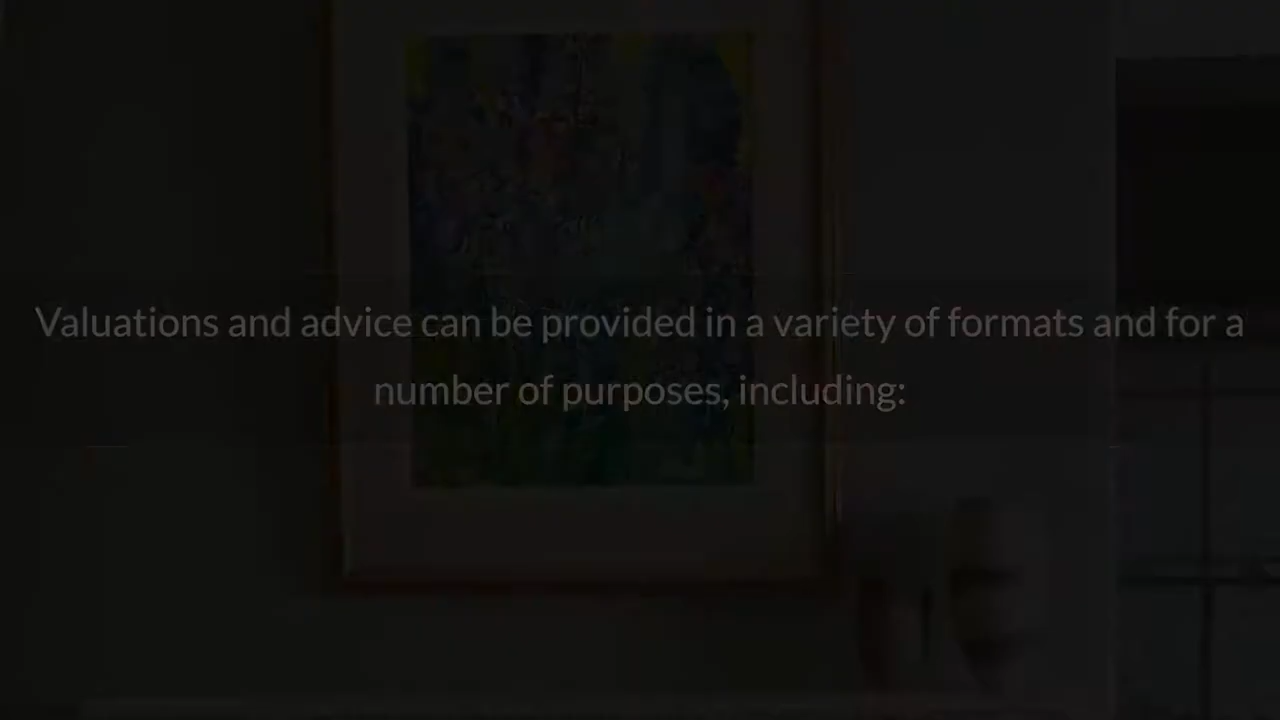 Valuations and advice can be provided in a variety of formats and for a
number of purposes, including: